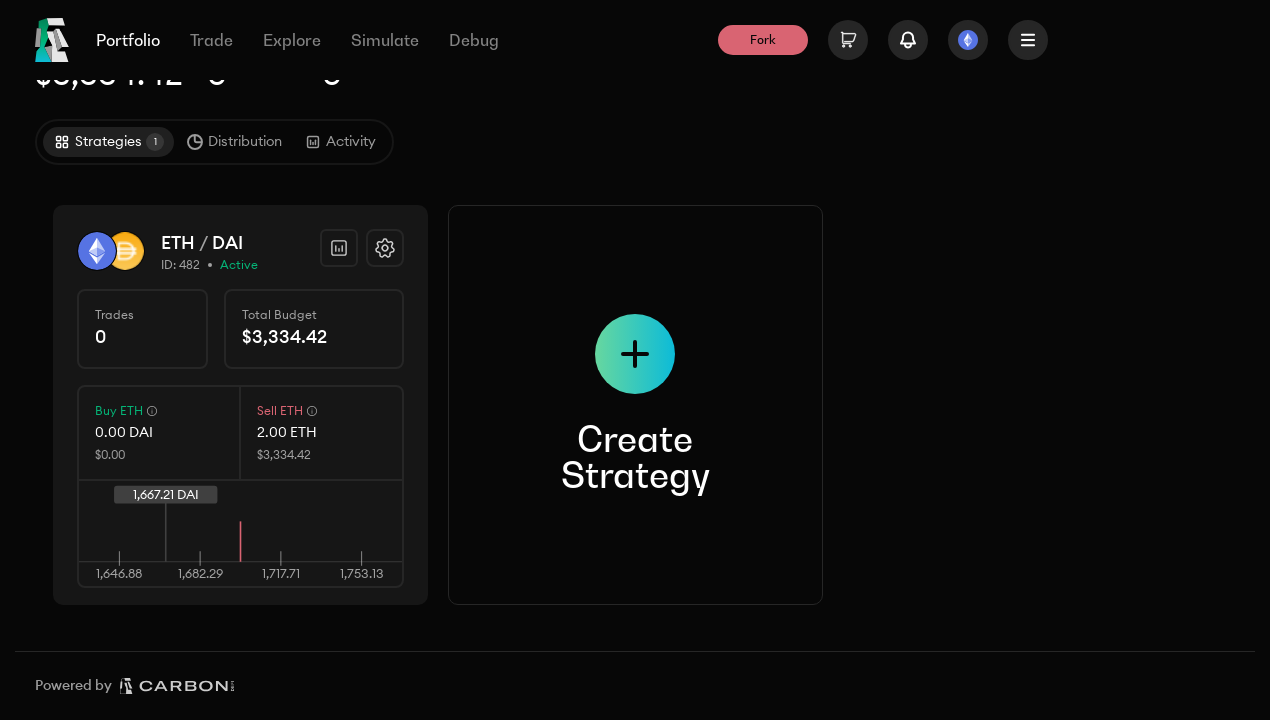 Portfolio Trade Explore Simulate Debug Fork
Strategies 1 Distribution Activity
ETH / DAI
ID: 482 • Active
Trades
0
Total Budget
$3,334.42
Buy ETH
0.00 DAI
$0.00
Sell ETH
2.00 ETH
$3,334.42
1,667.21 DAI
1,646.88 1,682.29 1,717.71 1,753.13
Create
Strategy
Powered by CARBON